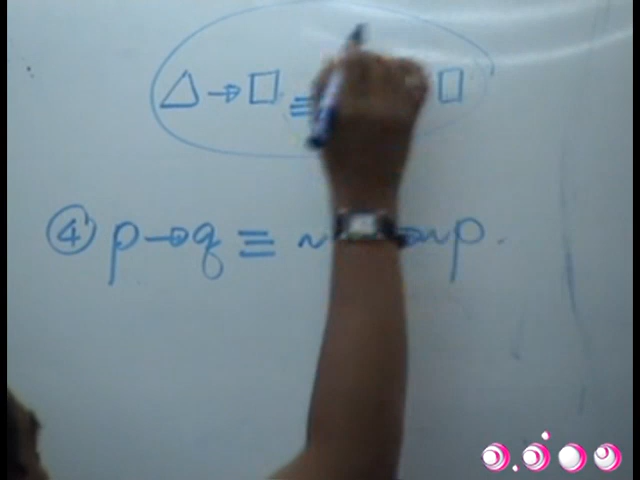 △ → □ ≡ □
④ p → q ≡ ~ → ~p.